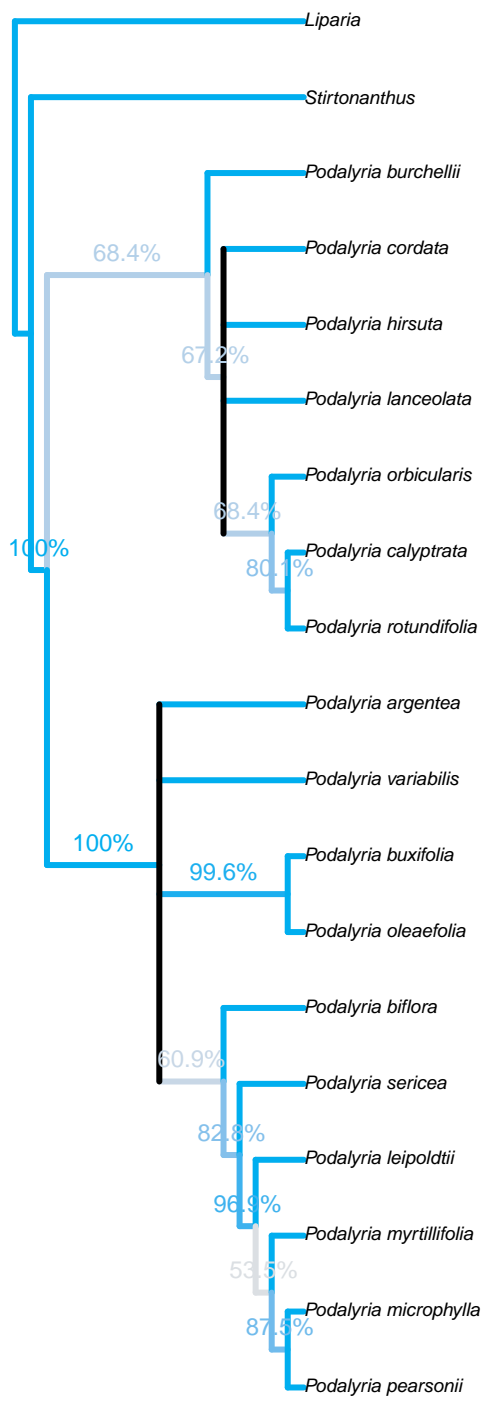 Liparia
Stirtonanthus
Podalyria burchellii
68.4%
Podalyria cordata
Podalyria hirsuta
67.2%
Podalyria lanceolata
Podalyria orbicularis
68.4%
100%
Podalyria calyptrata
80.1%
Podalyria rotundifolia
Podalyria argentea
Podalyria variabilis
100%
Podalyria buxifolia
99.6%
Podalyria oleaefolia
Podalyria biflora
60.9%
Podalyria sericea
82.8%
Podalyria leipoldtii
96.9%
Podalyria myrtillifolia
53.5%
Podalyria microphylla
87.5%
Podalyria pearsonii